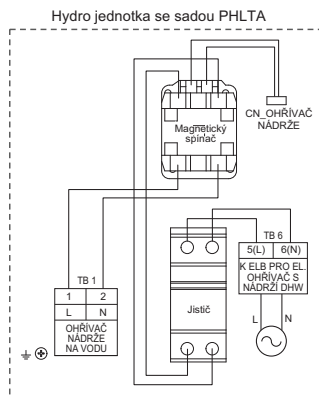 Hydro jednotka se sadou PHLTA
CN_OHŘÍVAČ
NÁDRŽE
Magnetický
spínač
TB 1
1 2
L N
OHŘÍVAČ
NÁDRŽE
NA VODU
Jistič
TB 6
5(L) 6(N)
K ELB PRO EL.
OHŘÍVAČ S
NÁDRŽÍ DHW
L N